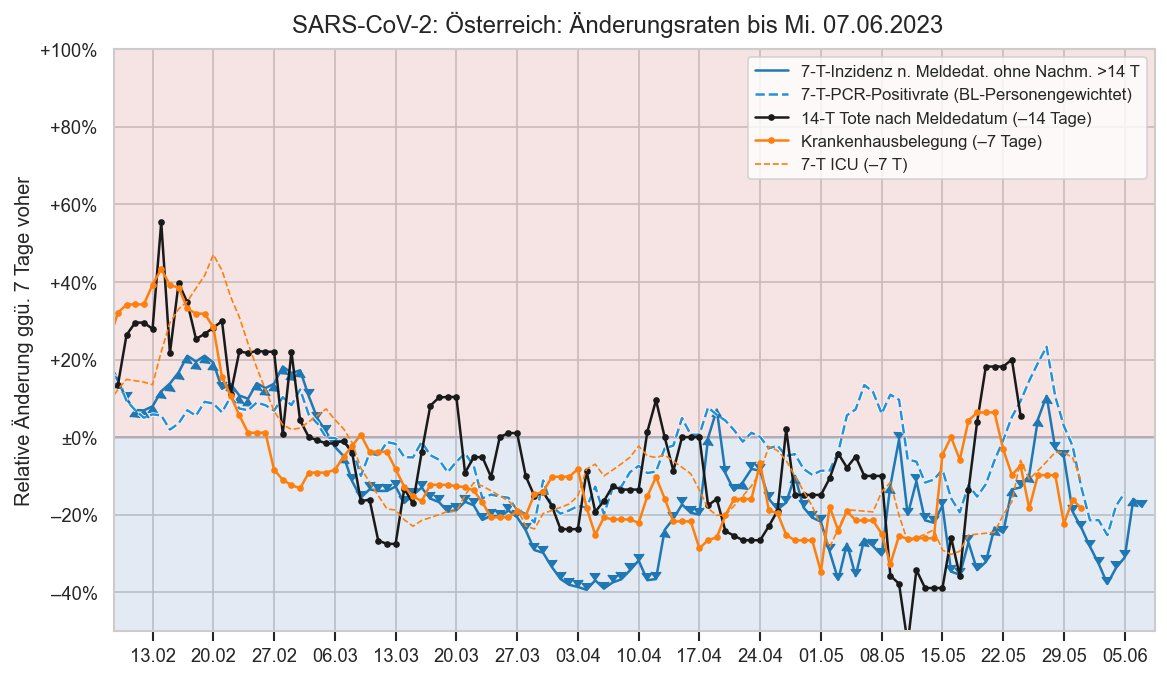 SARS-CoV-2: Österreich: Änderungsraten bis Mi. 07.06.2023
Relative Änderung ggü. 7 Tage voher
+100%
+80%
+60%
+40%
+20%
±0%
–20%
–40%
7-T-Inzidenz n. Meldedat. ohne Nachm. >14 T
7-T-PCR-Positivrate (BL-Personengewichtet)
14-T Tote nach Meldedatum (–14 Tage)
Krankenhausbelegung (–7 Tage)
7-T ICU (–7 T)
13.02 20.02 27.02 06.03 13.03 20.03 27.03 03.04 10.04 17.04 24.04 01.05 08.05 15.05 22.05 29.05 05.06